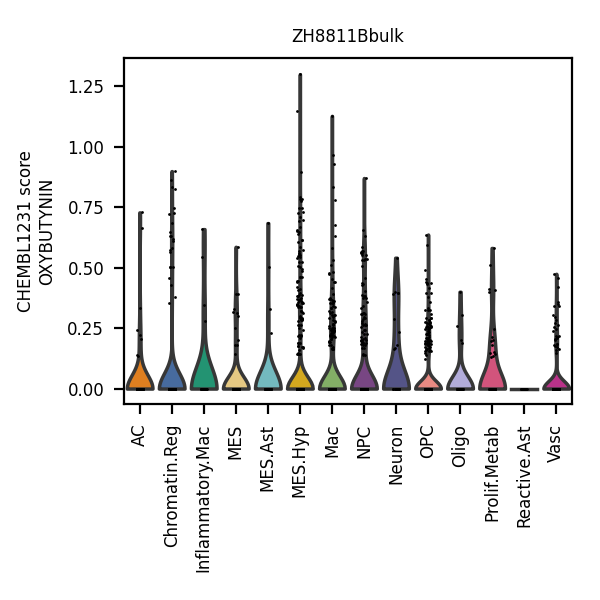 ZH8811Bbulk
CHEMBL1231 score
OXYBUTYNIN
1.25
1.00
0.75
0.50
0.25
0.00
AC
Chromatin.Reg
Inflammatory.Mac
MES
MES.Ast
MES.Hyp
Mac
NPC
Neuron
OPC
Oligo
Prolif.Metab
Reactive.Ast
Vasc